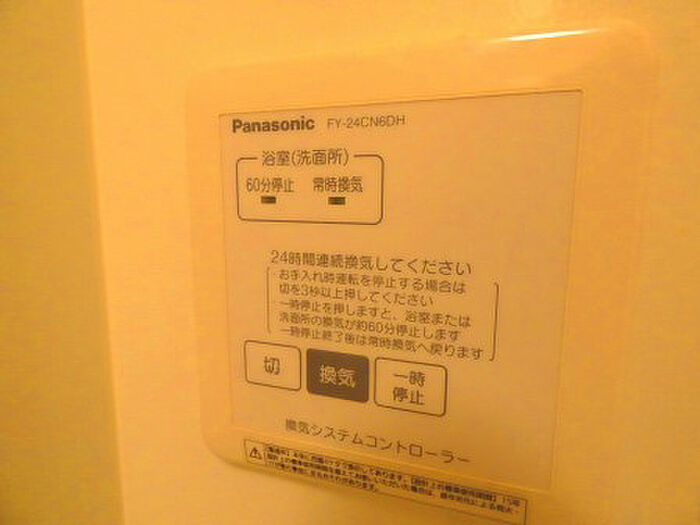 Panasonic FY-24CN6DH
浴室(洗面所)
60分停止 常時換気
24時間連続換気してください
お手入れ時運転を停止する場合は
切を3秒以上押してください
一時停止を押しますと、浴室または
洗面所の換気が約60分停止します
一時停止終了後は常時換気へ戻ります
切 換気 一時
停止
換気システムコントローラー